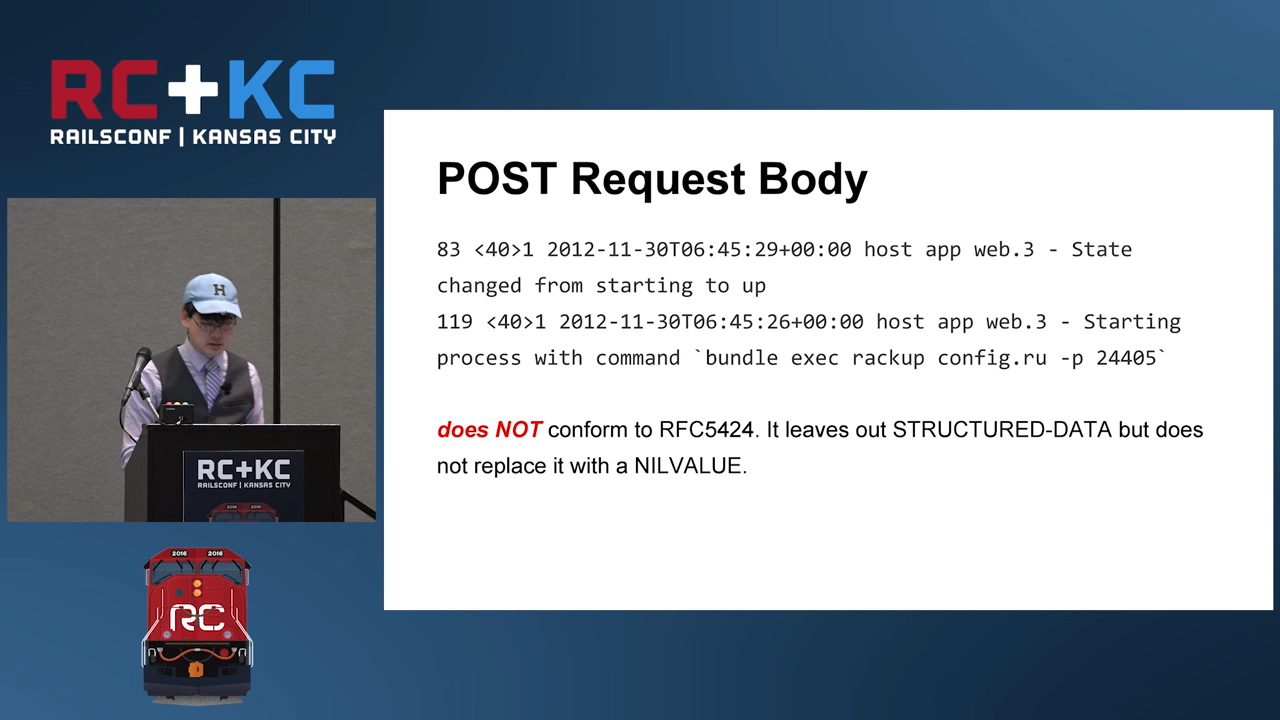 RC+KC
RAILSCONF | KANSAS CITY
POST Request Body
83 <40>1 2012-11-30T06:45:29+00:00 host app web.3 - State
changed from starting to up
119 <40>1 2012-11-30T06:45:26+00:00 host app web.3 - Starting
process with command `bundle exec rackup config.ru -p 24405`
does NOT conform to RFC5424. It leaves out STRUCTURED-DATA but does
not replace it with a NILVALUE.
H
RC+KC
RAILSCONF | KANSAS CITY
2016 2016
2016 2016
RC